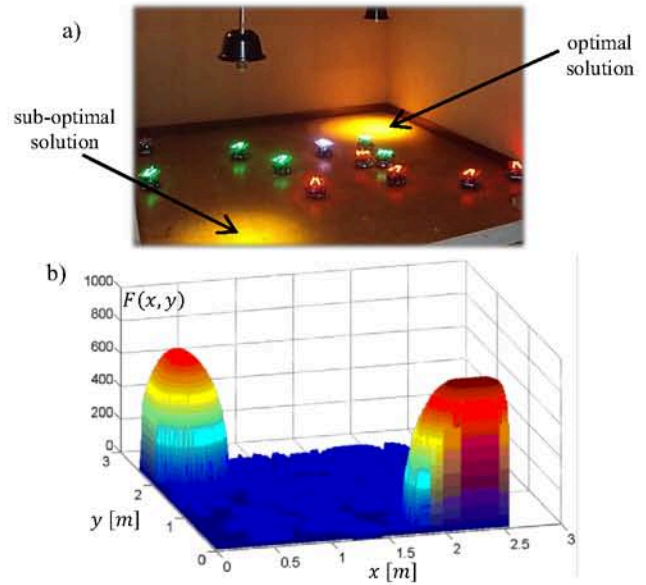 a)
optimal
solution
sub-optimal
solution
b)
1000
F(x, y)
800
600
400
200
0
3
2
y [m]
1
0
0
0.5
1
1.5
2
2.5
3
x [m]